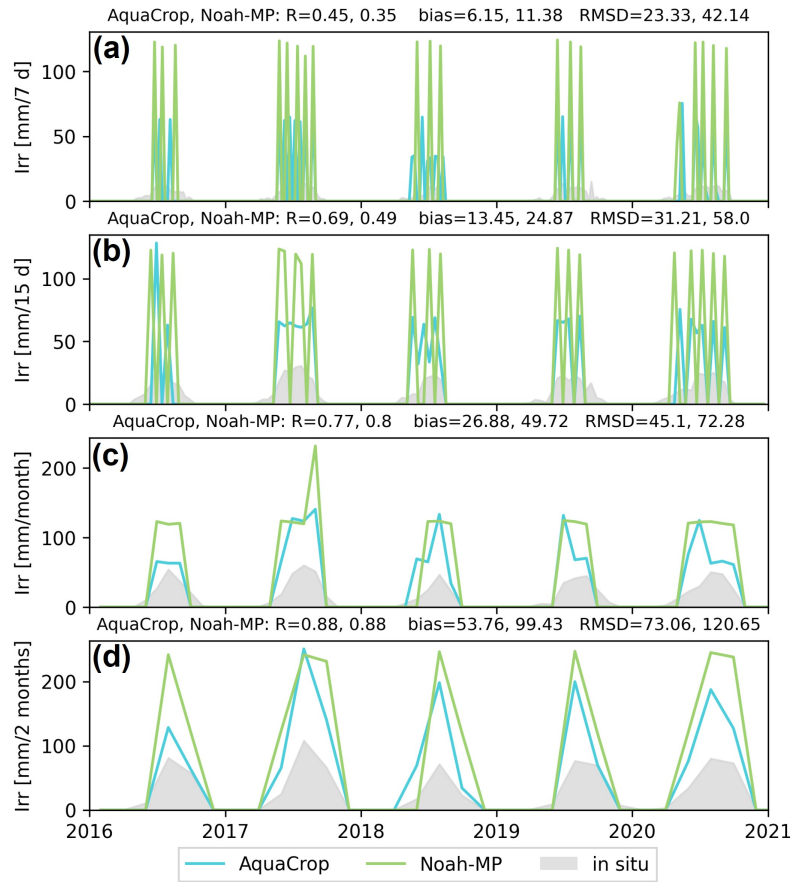 AquaCrop, Noah-MP: R=0.45, 0.35 bias=6.15, 11.38 RMSD=23.33, 42.14
(a)
Irr [mm/7 d]
100
50
0
AquaCrop, Noah-MP: R=0.69, 0.49 bias=13.45, 24.87 RMSD=31.21, 58.0
(b)
Irr [mm/15 d]
100
50
0
AquaCrop, Noah-MP: R=0.77, 0.8 bias=26.88, 49.72 RMSD=45.1, 72.28
(c)
Irr [mm/month]
200
100
0
AquaCrop, Noah-MP: R=0.88, 0.88 bias=53.76, 99.43 RMSD=73.06, 120.65
(d)
Irr [mm/2 months]
200
100
0
2016 2017 2018 2019 2020 2021
AquaCrop Noah-MP in situ